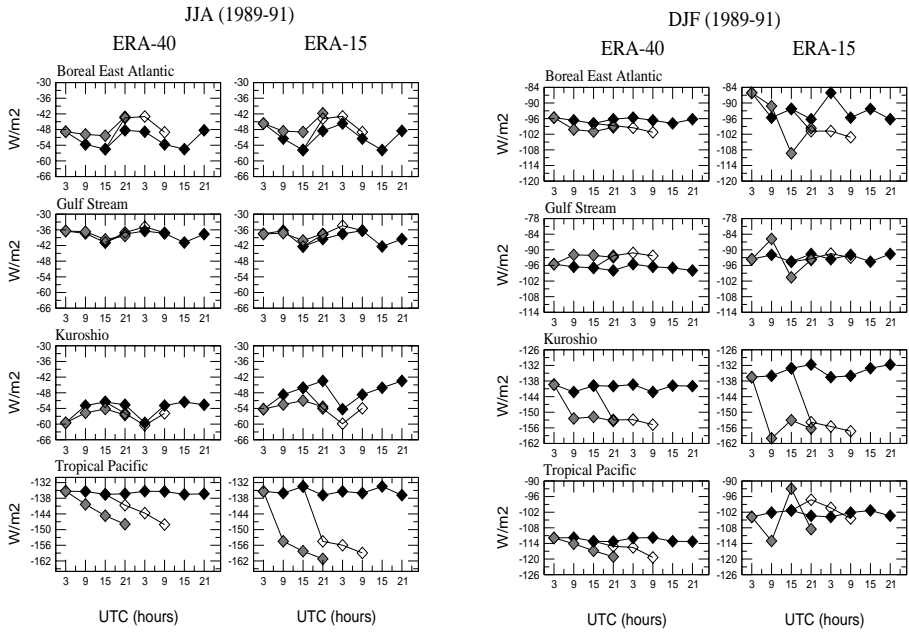 JJA (1989-91)
ERA-40 ERA-15
Boreal East Atlantic
W/m2
-30
-36
-42
-48
-54
-60
-66
3 9 15 21 3 9 15 21
-30
-36
-42
-48
-54
-60
-66
3 9 15 21 3 9 15 21
Gulf Stream
W/m2
-30
-36
-42
-48
-54
-60
-66
3 9 15 21 3 9 15 21
-30
-36
-42
-48
-54
-60
-66
3 9 15 21 3 9 15 21
Kuroshio
W/m2
-30
-36
-42
-48
-54
-60
-66
3 9 15 21 3 9 15 21
-30
-36
-42
-48
-54
-60
-66
3 9 15 21 3 9 15 21
Tropical Pacific
W/m2
-132
-138
-144
-150
-156
-162
3 9 15 21 3 9 15 21
-132
-138
-144
-150
-156
-162
3 9 15 21 3 9 15 21
UTC (hours) UTC (hours)
DJF (1989-91)
ERA-40 ERA-15
Boreal East Atlantic
W/m2
-84
-90
-96
-102
-108
-114
-120
3 9 15 21 3 9 15 21
-84
-90
-96
-102
-108
-114
-120
3 9 15 21 3 9 15 21
Gulf Stream
W/m2
-78
-84
-90
-96
-102
-108
-114
3 9 15 21 3 9 15 21
-78
-84
-90
-96
-102
-108
-114
3 9 15 21 3 9 15 21
Kuroshio
W/m2
-126
-132
-138
-144
-150
-156
-162
3 9 15 21 3 9 15 21
-126
-132
-138
-144
-150
-156
-162
3 9 15 21 3 9 15 21
Tropical Pacific
W/m2
-90
-96
-102
-108
-114
-120
-126
3 9 15 21 3 9 15 21
-90
-96
-102
-108
-114
-120
-126
3 9 15 21 3 9 15 21
UTC (hours) UTC (hours)